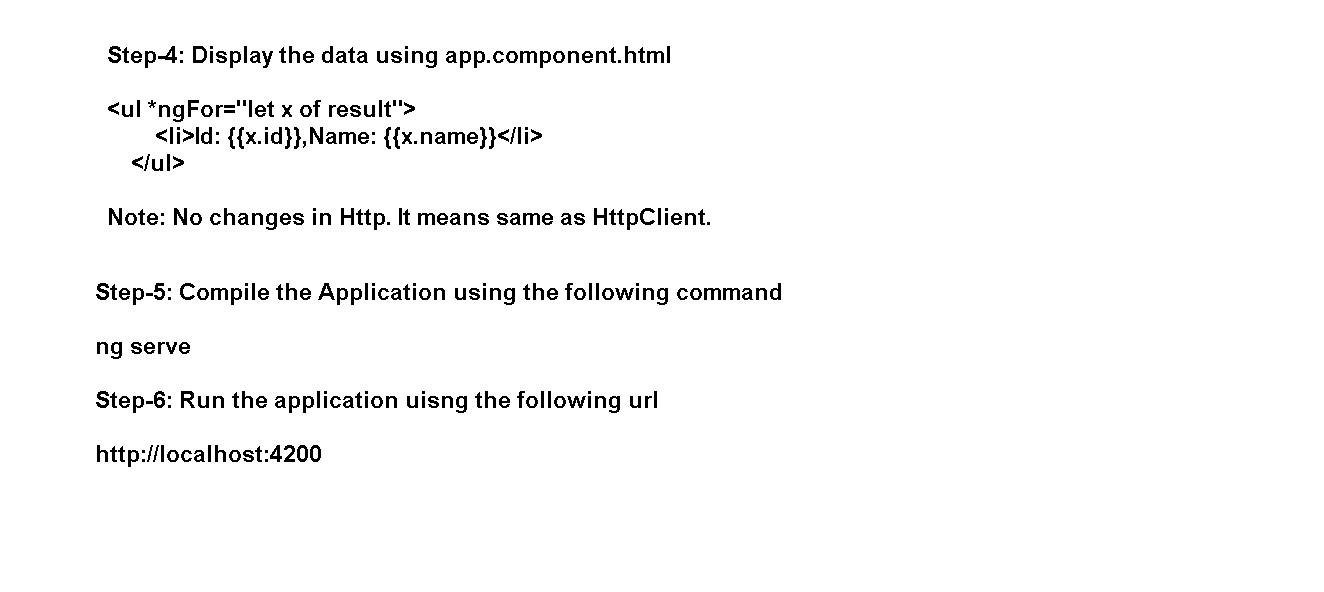 Step-4: Display the data using app.component.html
<ul *ngFor="let x of result">
<li>Id: {{x.id}},Name: {{x.name}}</li>
</ul>
Note: No changes in Http. It means same as HttpClient.
Step-5: Compile the Application using the following command
ng serve
Step-6: Run the application uisng the following url
http://localhost:4200